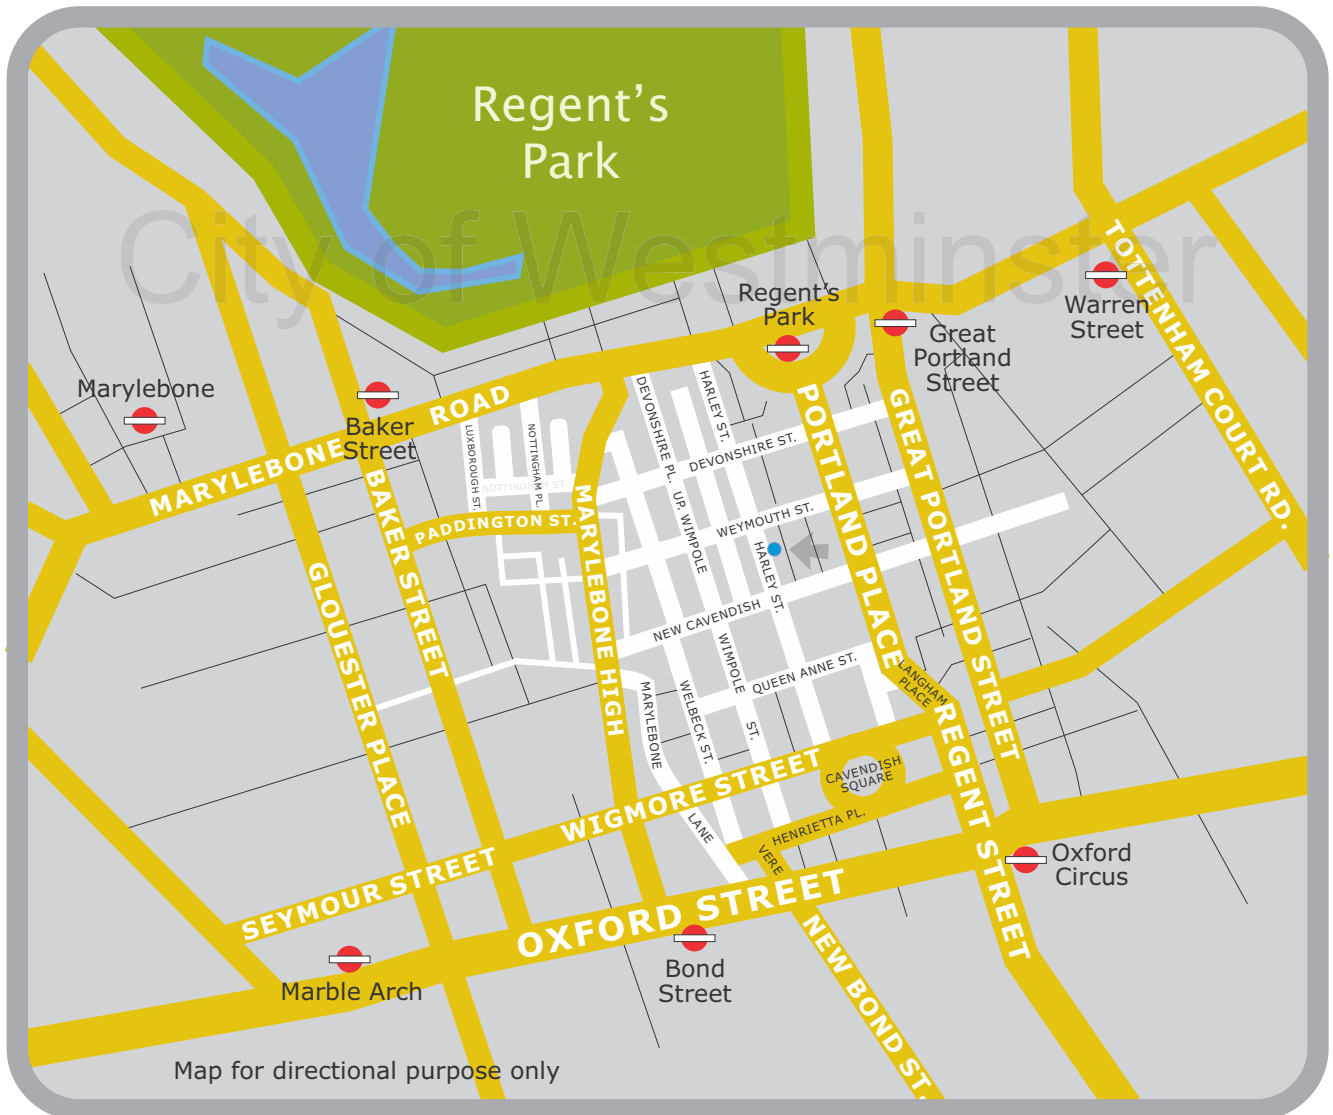 Regent's
Park
City of Westminster
TOTTENHAM COURT RD.
Regent's
Park
Warren
Street
Great
Portland
Street
Marylebone
Baker
Street
MARYLEBONE ROAD
HARLEY ST.
DEVONSHIRE PL.
DEVONSHIRE ST.
LUXBOROUGH ST.
NOTTINGHAM PL.
NOTTINGHAM ST.
PADDINGTON ST.
BAKER STREET
MARYLEBONE HIGH
UP. WIMPOLE
WEYMOUTH ST.
HARLEY ST.
PORTLAND PLACE
GREAT PORTLAND STREET
GLOUESTER PLACE
NEW CAVENDISH
WIMPOLE ST.
QUEEN ANNE ST.
LANGHAM
PLACE
MARYLEBONE LANE
WELBECK ST.
REGENT STREET
CAVENDISH
SQUARE
WIGMORE STREET
HENRIETTA PL.
VERE
SEYMOUR STREET
OXFORD STREET
Oxford
Circus
Bond
Street
NEW BOND ST.
Marble Arch
Map for directional purpose only